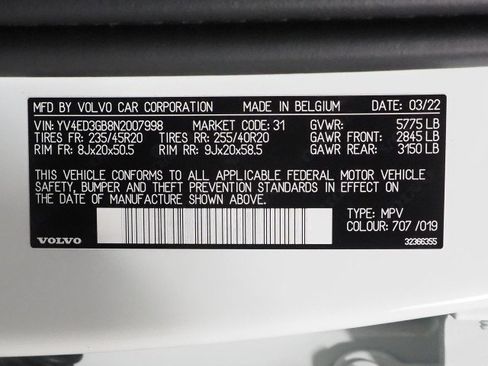 MFD BY VOLVO CAR CORPORATION MADE IN BELGIUM DATE: 03/22
VIN: YV4ED3GB8N2007998 MARKET CODE: 31 GVWR: 5775 LB
TIRES FR: 235/45R20 TIRES RR: 255/40R20 GAWR FRONT: 2845 LB
RIM FR: 8Jx20x50.5 RIM RR: 9Jx20x58.5 GAWR REAR: 3150 LB
THIS VEHICLE CONFORMS TO ALL APPLICABLE FEDERAL MOTOR VEHICLE
SAFETY, BUMPER AND THEFT PREVENTION STANDARDS IN EFFECT ON
THE DATE OF MANUFACTURE SHOWN ABOVE.
TYPE: MPV
COLOUR: 707 /019
VOLVO 32366355